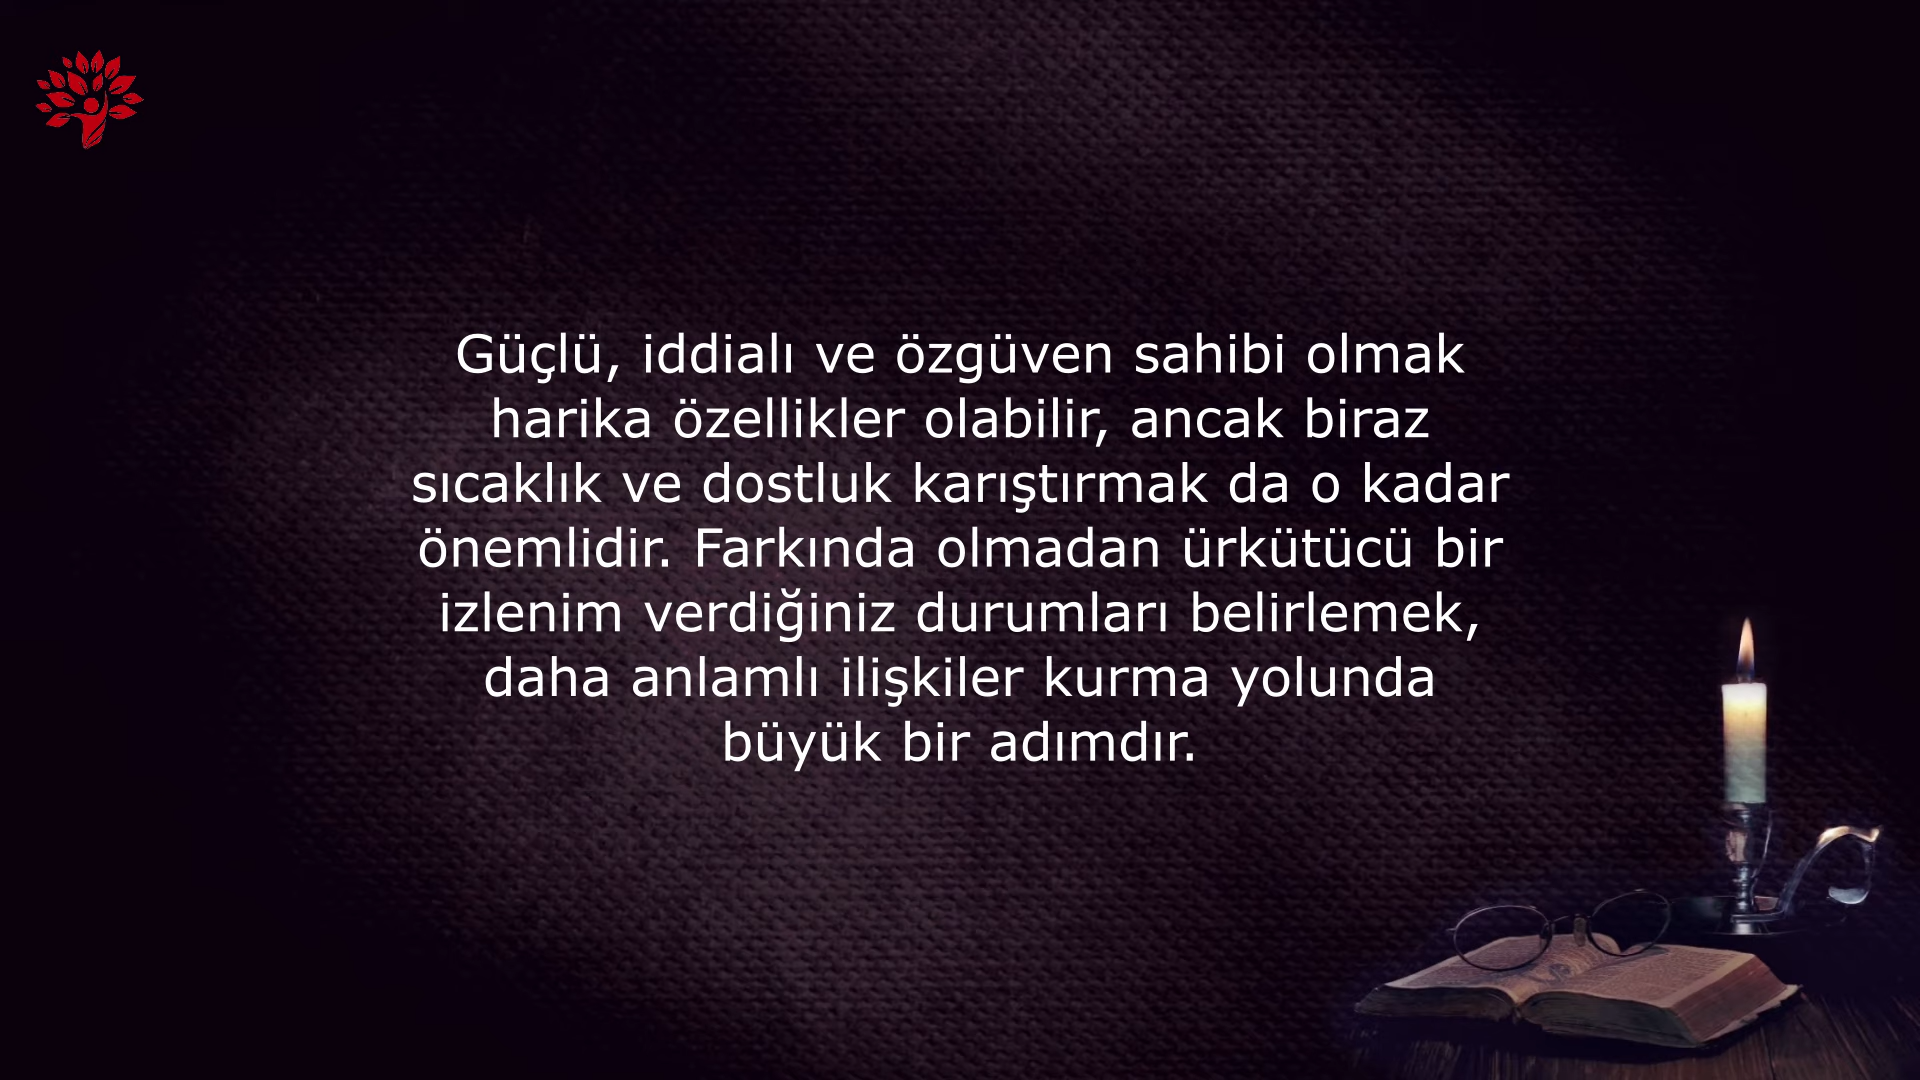 Güçlü, iddialı ve özgüven sahibi olmak
harika özellikler olabilir, ancak biraz
sıcaklık ve dostluk karıştırmak da o kadar
önemlidir. Farkında olmadan ürkütücü bir
izlenim verdiğiniz durumları belirlemek,
daha anlamlı ilişkiler kurma yolunda
büyük bir adımdır.